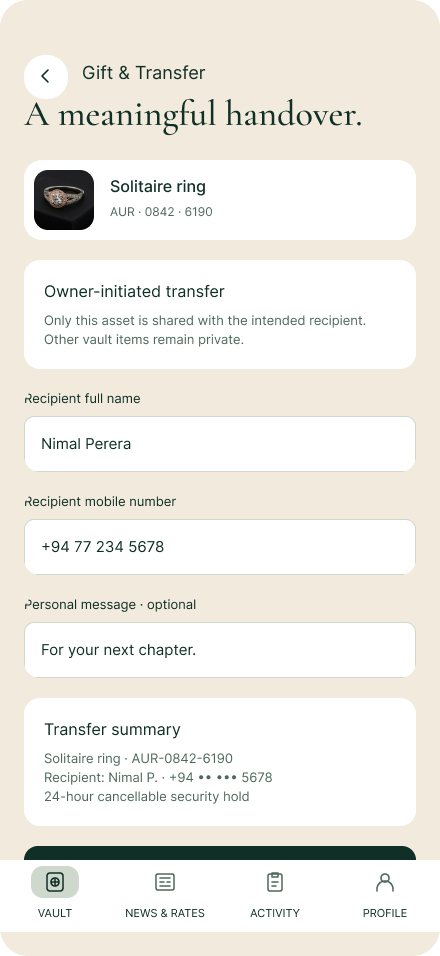 Gift & Transfer
A meaningful handover.
Solitaire ring
AUR · 0842 · 6190
Owner-initiated transfer
Only this asset is shared with the intended recipient.
Other vault items remain private.
Recipient full name
Nimal Perera
Recipient mobile number
+94 77 234 5678
Personal message · optional
For your next chapter.
Transfer summary
Solitaire ring · AUR-0842-6190
Recipient: Nimal P. · +94 •• ••• 5678
24-hour cancellable security hold
VAULT
NEWS & RATES
ACTIVITY
PROFILE